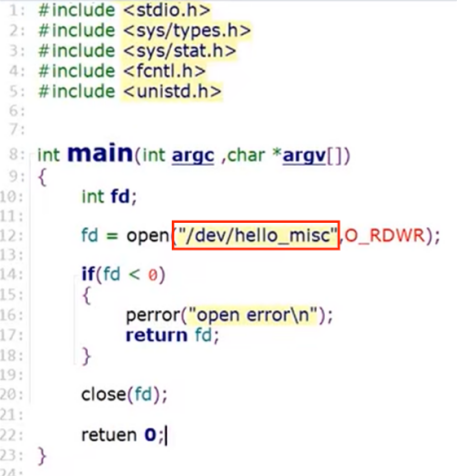 1: #include <stdio.h>
2: #include <sys/types.h>
3: #include <sys/stat.h>
4: #include <fcntl.h>
5: #include <unistd.h>
6:
7:
8: int main(int argc ,char *argv[])
9: {
10: int fd;
11:
12: fd = open("/dev/hello_misc",O_RDWR);
13:
14: if(fd < 0)
15: {
16: perror("open error\n");
17: return fd;
18: }
19:
20: close(fd);
21:
22: retuen 0;
23: }
24: